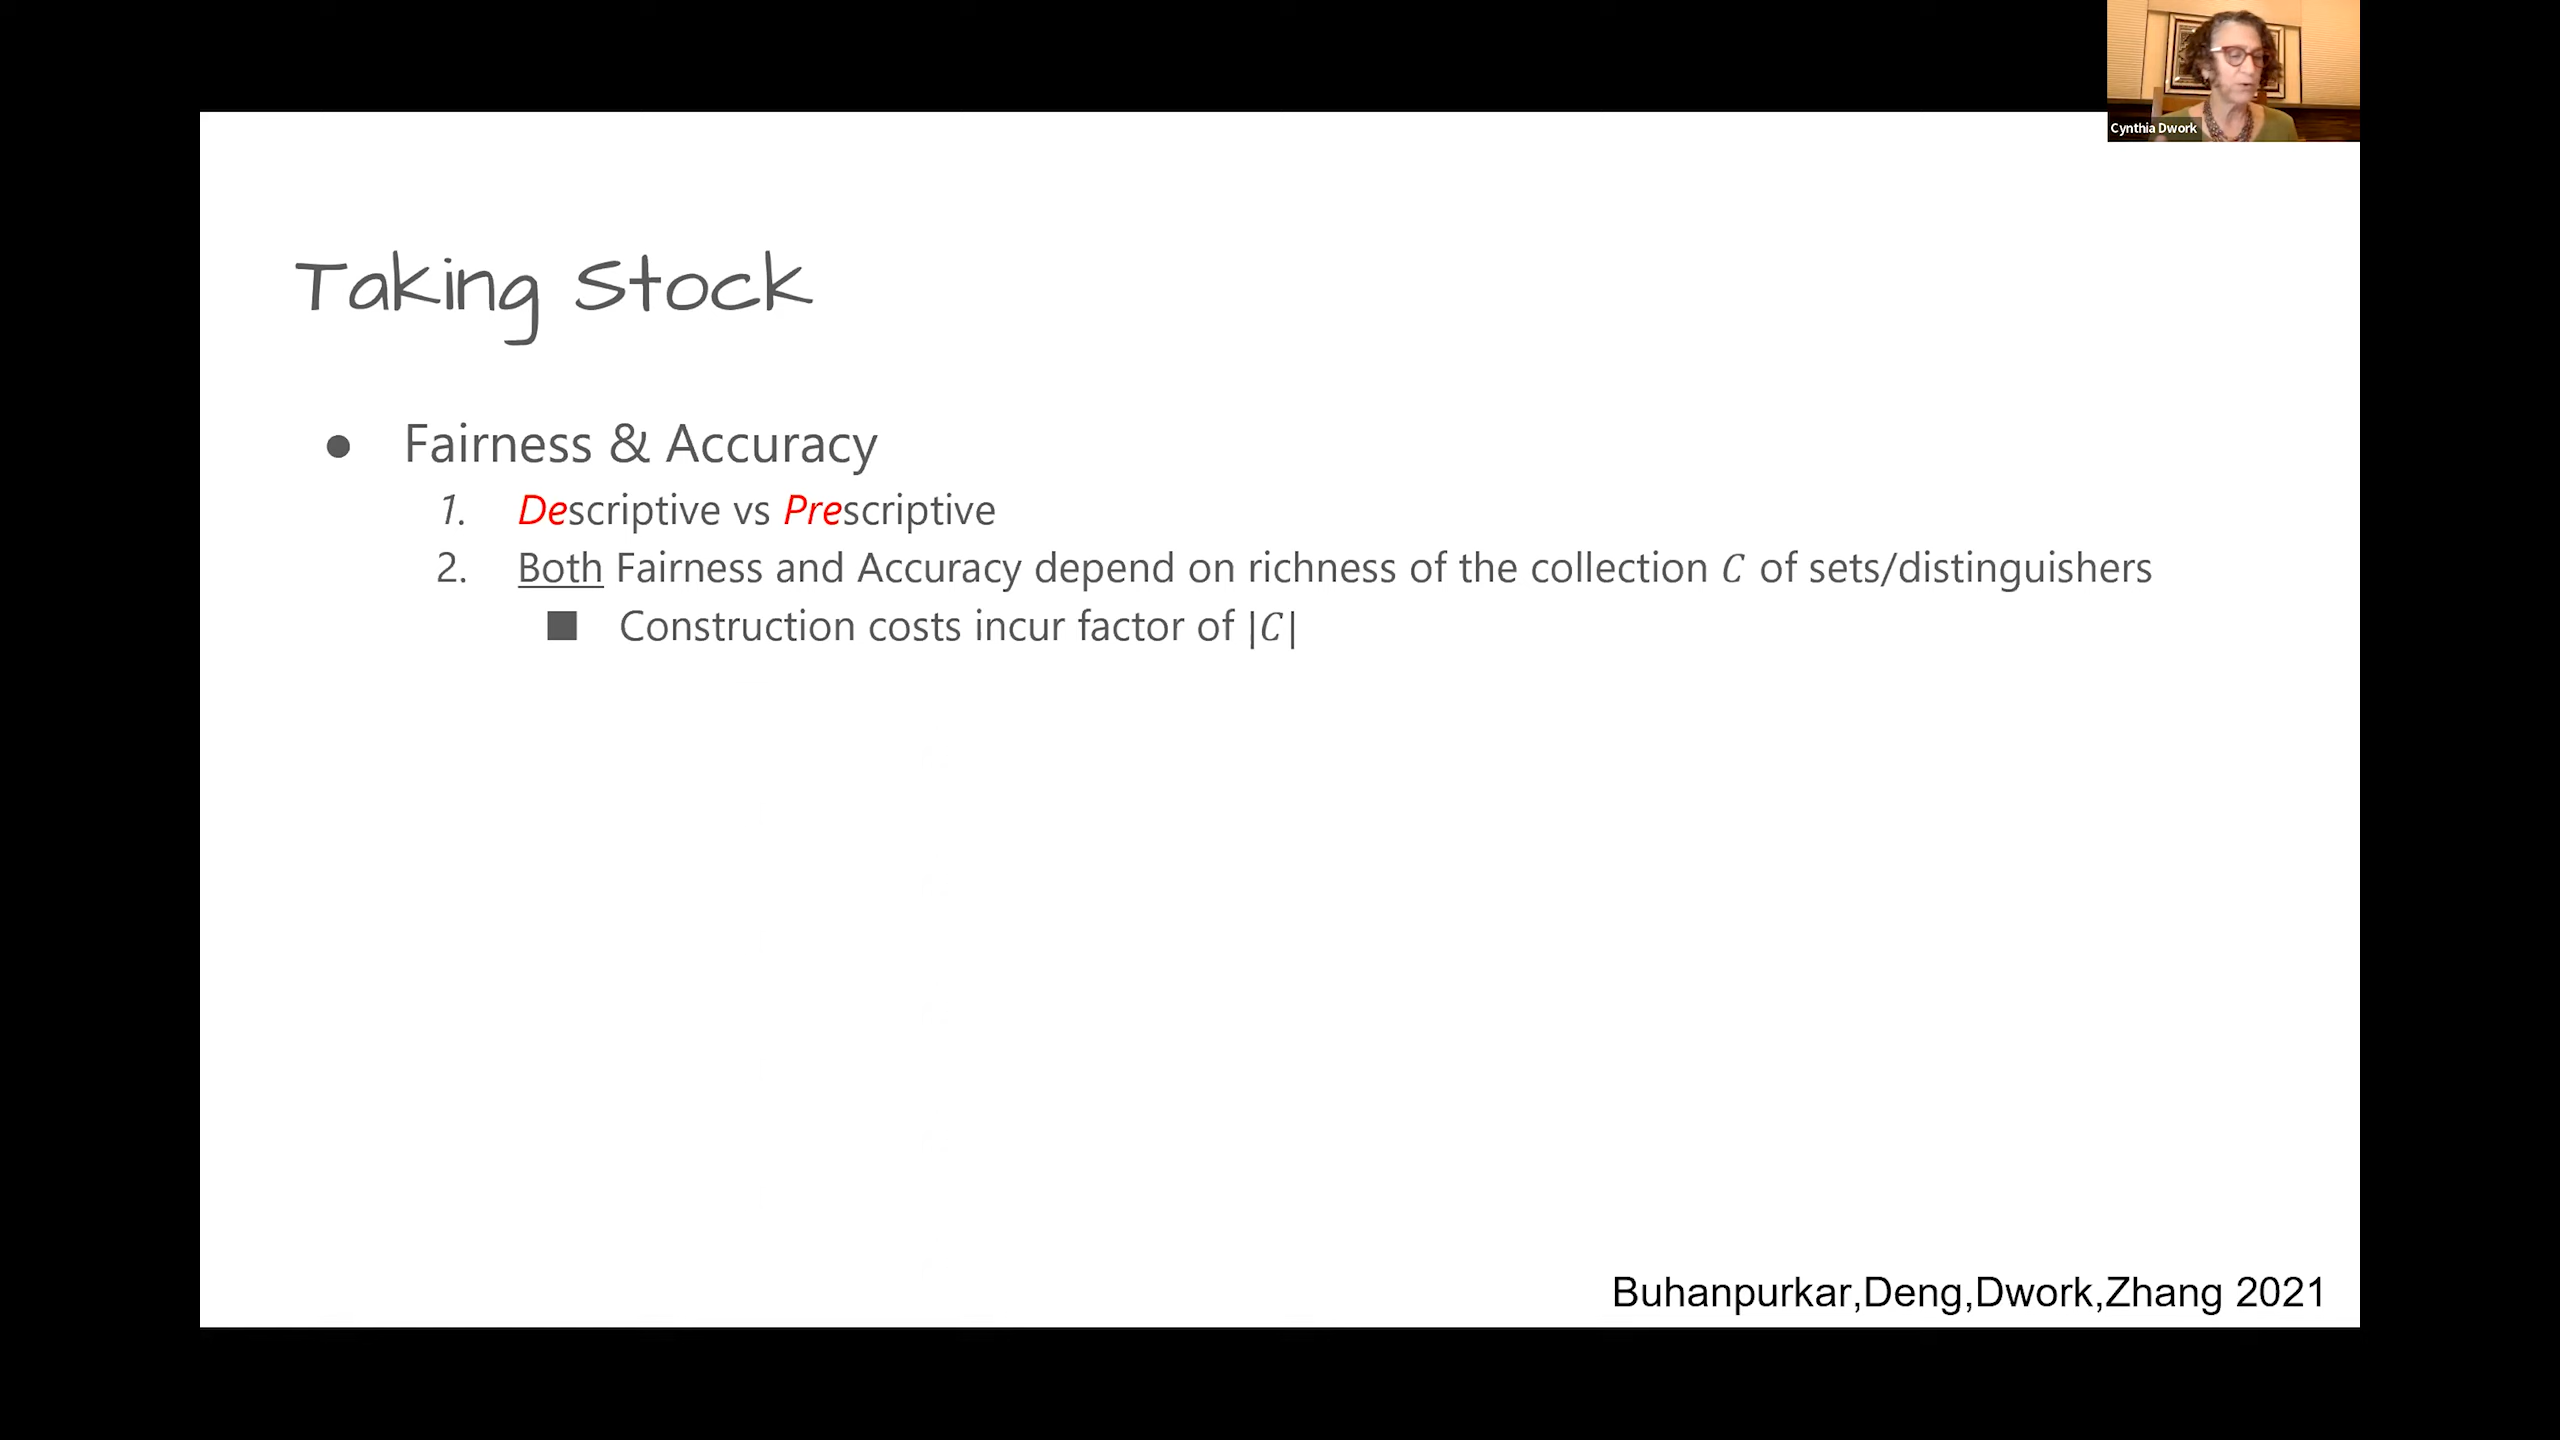 Cynthia Dwork
Taking Stock
● Fairness & Accuracy
1. Descriptive vs Prescriptive
2. Both Fairness and Accuracy depend on richness of the collection C of sets/distinguishers
■ Construction costs incur factor of |C|
Buhanpurkar,Deng,Dwork,Zhang 2021